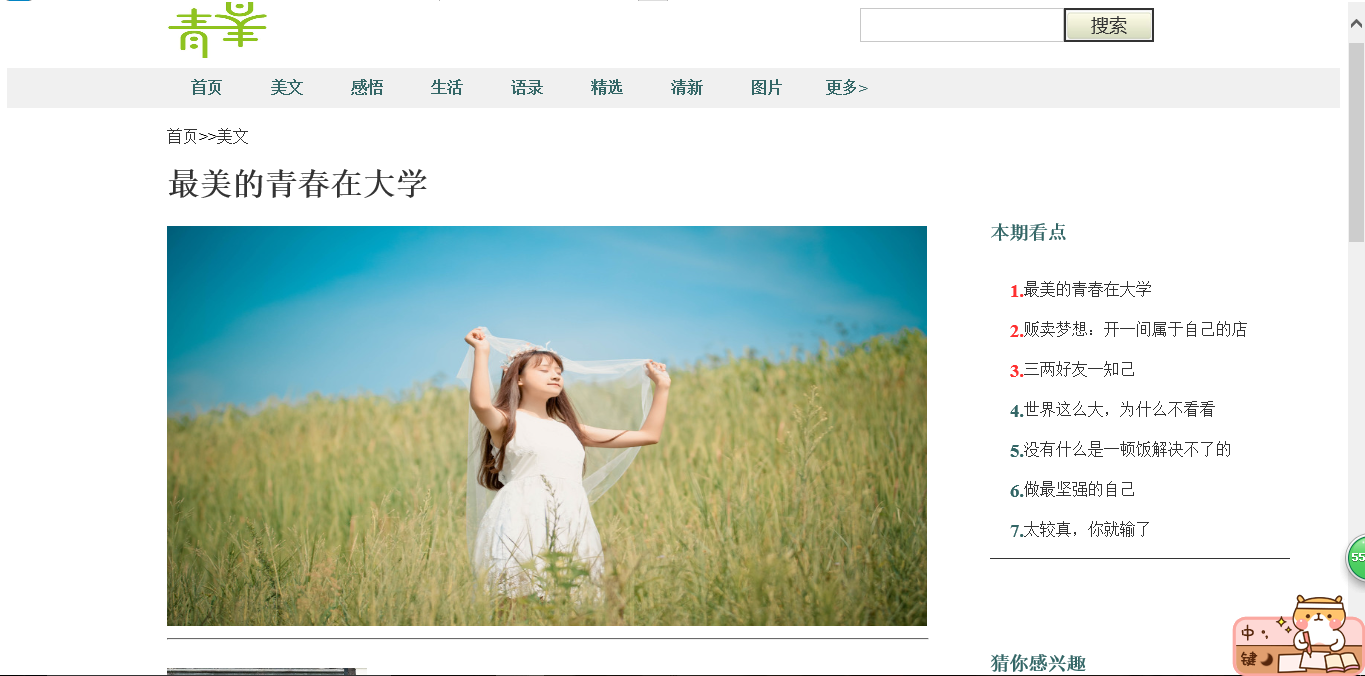 搜索
首页 美文 感悟 生活 语录 精选 清新 图片 更多>
首页>>美文
最美的青春在大学
本期看点
1.最美的青春在大学
2.贩卖梦想：开一间属于自己的店
3.三两好友一知己
4.世界这么大，为什么不看看
5.没有什么是一顿饭解决不了的
6.做最坚强的自己
7.太较真，你就输了
55
中
键
猜你感兴趣